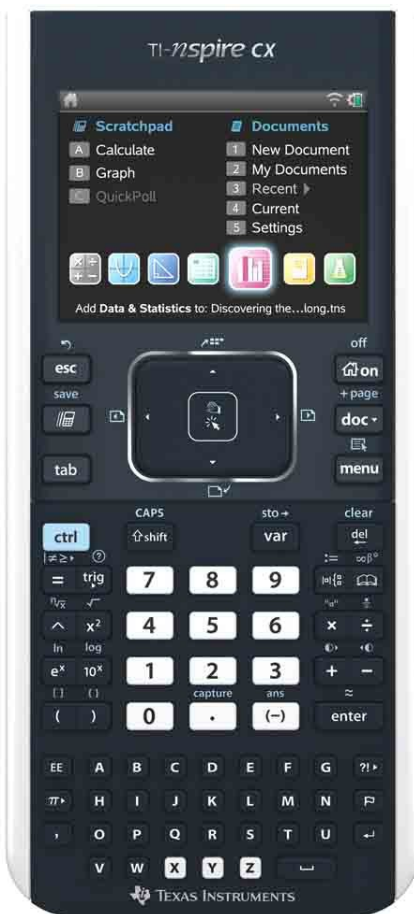 TI-nspire CX
Scratchpad Documents
A Calculate 1 New Document
B Graph 2 My Documents
C QuickPoll 3 Recent
4 Current
5 Settings
Add Data & Statistics to: Discovering the...long.tns
off
esc on
save +page
doc
tab menu
CAPS sto→ clear
ctrl shift var del
|≠≥▸ ? := ∞β°
= trig 7 8 9 |□|{
ⁿ√x √ "□"
^ x² 4 5 6 × ÷
ln log
eˣ 10ˣ 1 2 3 + −
[ ] { } capture ans ≈
( ) 0 . (−) enter
EE A B C D E F G ?!▸
π▸ H I J K L M N
, O P Q R S T U
V W X Y Z
TEXAS INSTRUMENTS